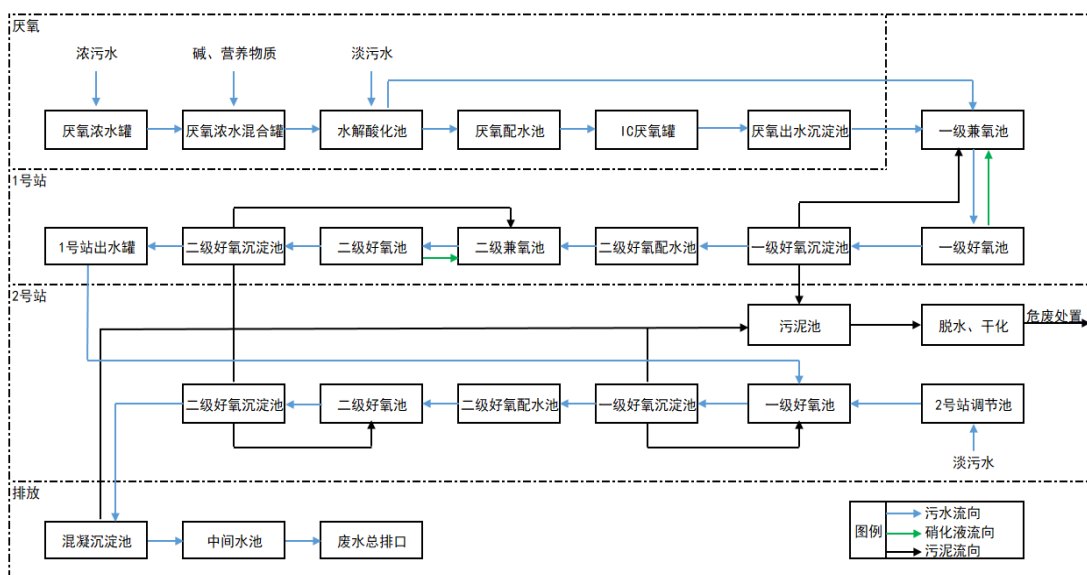 厌氧
浓污水
碱、营养物质
淡污水
厌氧浓水罐
厌氧浓水混合罐
水解酸化池
厌氧配水池
IC厌氧罐
厌氧出水沉淀池
一级兼氧池
1号站
1号站出水罐
二级好氧沉淀池
二级好氧池
二级兼氧池
二级好氧配水池
一级好氧沉淀池
一级好氧池
2号站
污泥池
脱水、干化
危废处置
二级好氧沉淀池
二级好氧池
二级好氧配水池
一级好氧沉淀池
一级好氧池
2号站调节池
淡污水
排放
混凝沉淀池
中间水池
废水总排口
图例
污水流向
硝化液流向
污泥流向